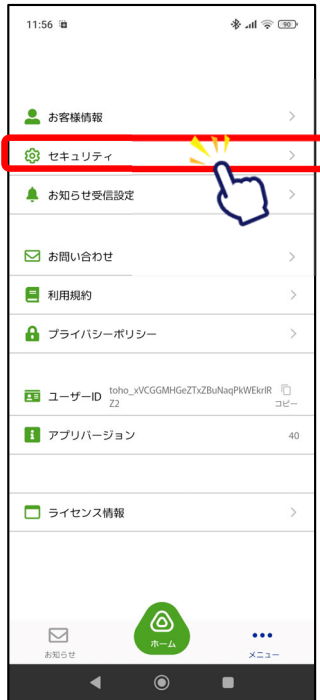 11:56
90
お客様情報
セキュリティ
お知らせ受信設定
お問い合わせ
利用規約
プライバシーポリシー
ユーザーID toho_xVCGGMHGeZTxZBuNaqPkWEkrlR
Z2
コピー
アプリバージョン 40
ライセンス情報
お知らせ
ホーム
メニュー